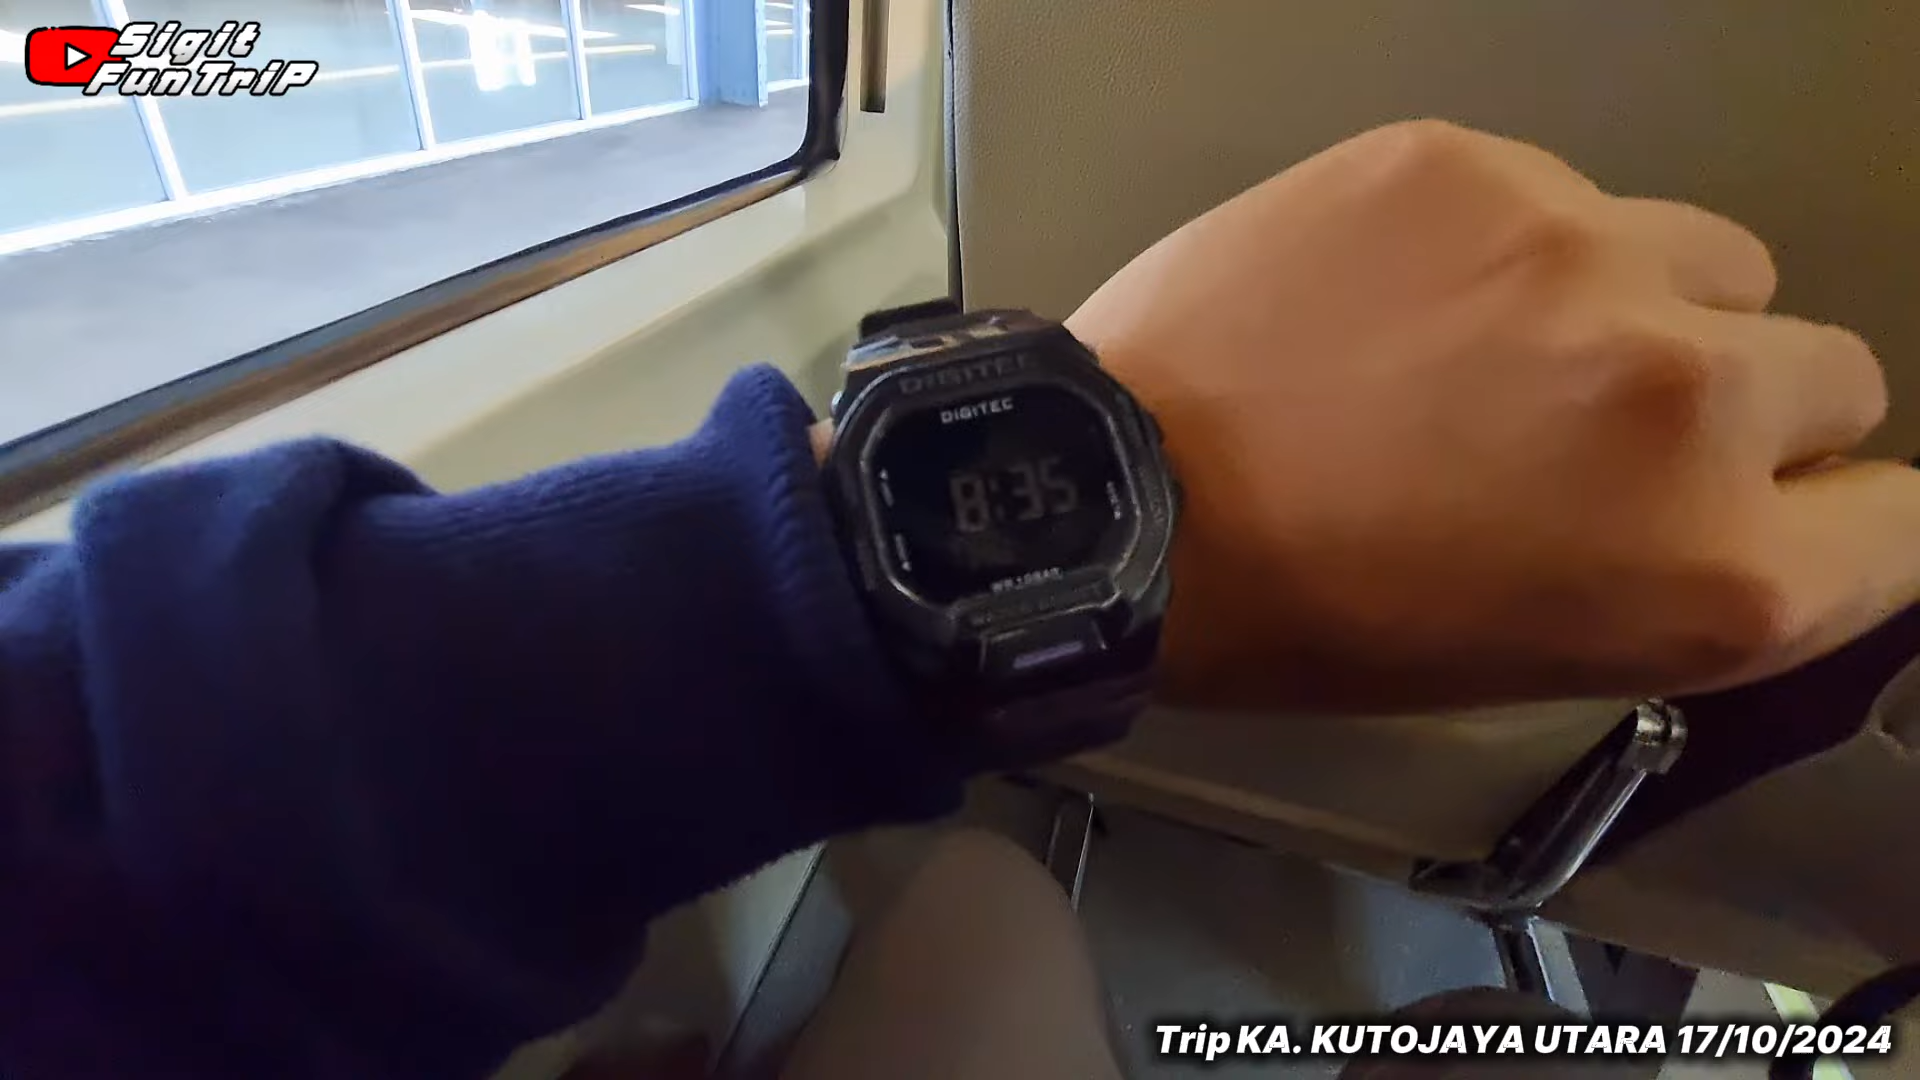 Sigit
FunTriP
DIGITEC
DIGITEC
8:35
Trip KA. KUTOJAYA UTARA 17/10/2024